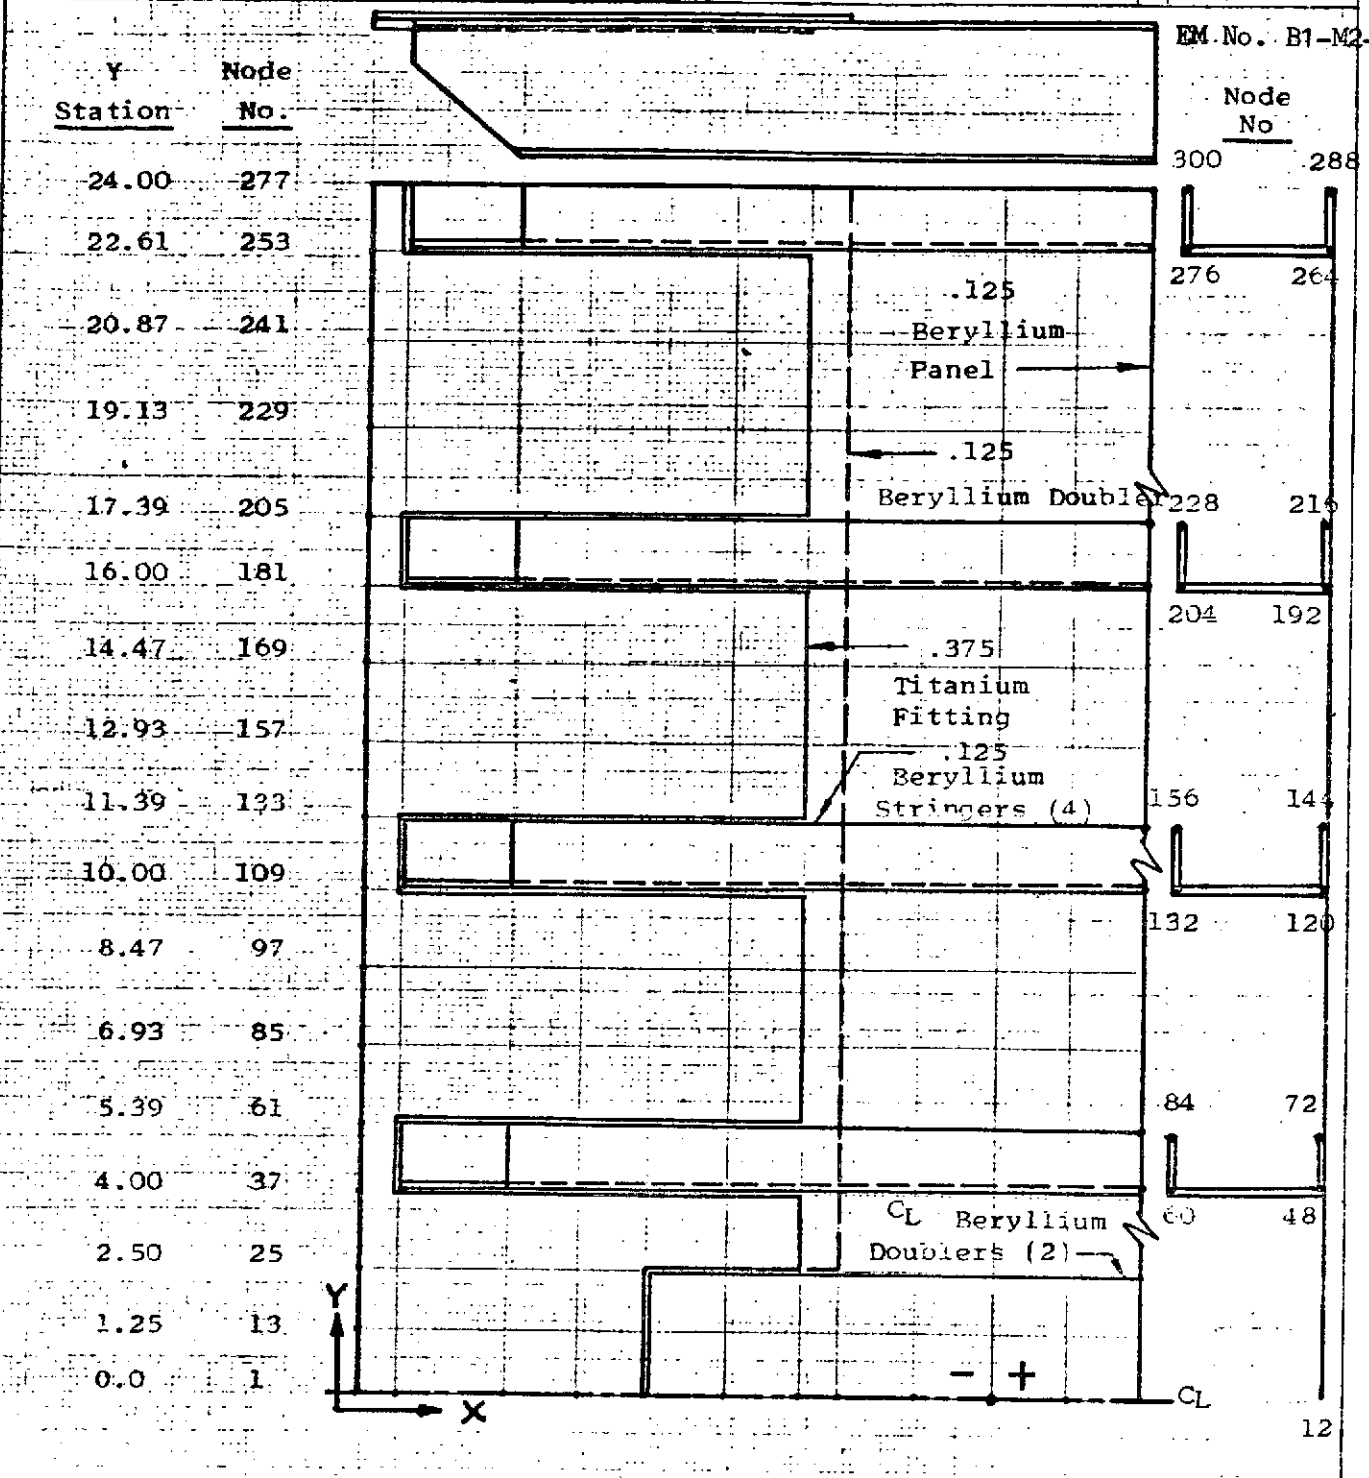 EM No. B1-M2-
Y Node
Station No.
Node
No
300 288
24.00 277
22.61 253
276 264
.125
Beryllium
Panel
20.87 241
19.13 229
.125
Beryllium Doubler
228 216
17.39 205
16.00 181
204 192
14.47 169
.375
Titanium
Fitting
12.93 157
.125
Beryllium
Stringers (4)
11.39 133
156 144
10.00 109
132 120
8.47 97
6.93 85
5.39 61
84 72
4.00 37
60 48
CL Beryllium
Doublers (2)
2.50 25
Y
1.25 13
0.0 1
- +
X
CL
12